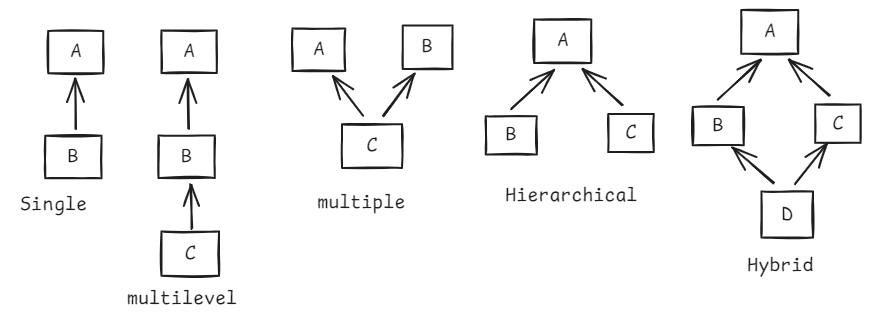 A
B
Single
A
B
C
multilevel
A
B
C
multiple
A
B
C
Hierarchical
A
B
C
D
Hybrid